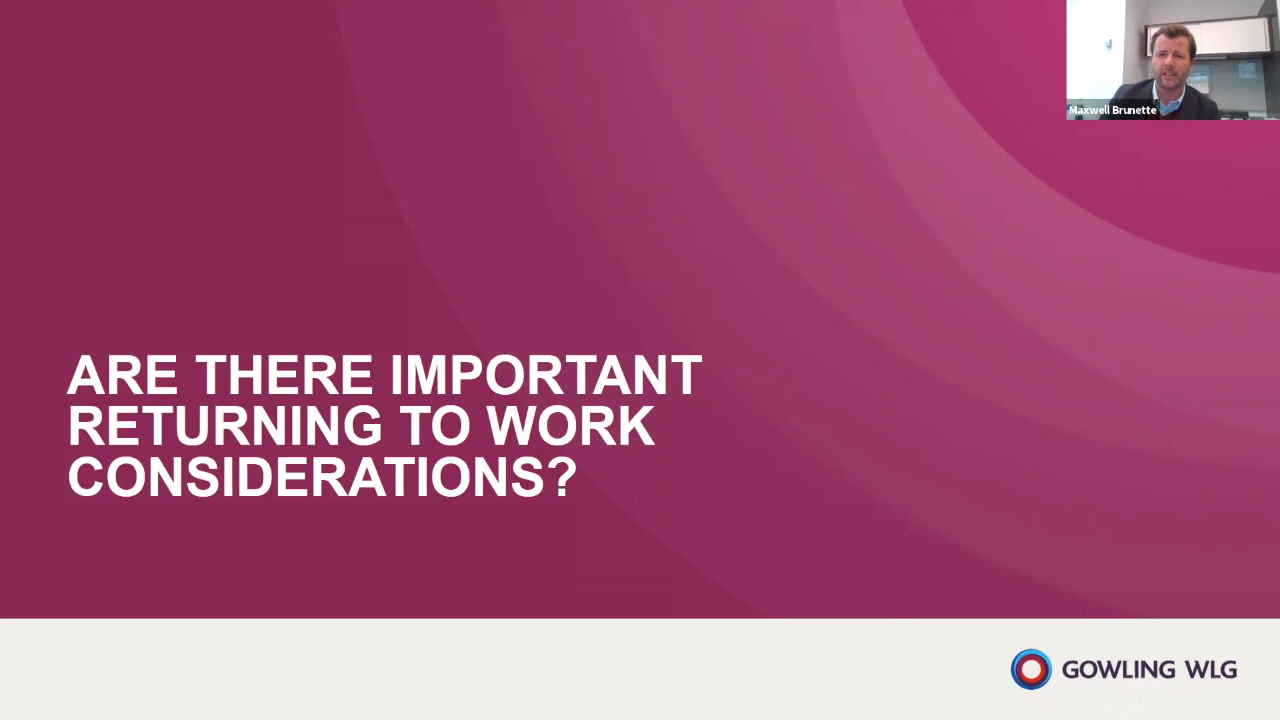 Maxwell Brunette
ARE THERE IMPORTANT
RETURNING TO WORK
CONSIDERATIONS?
GOWLING WLG